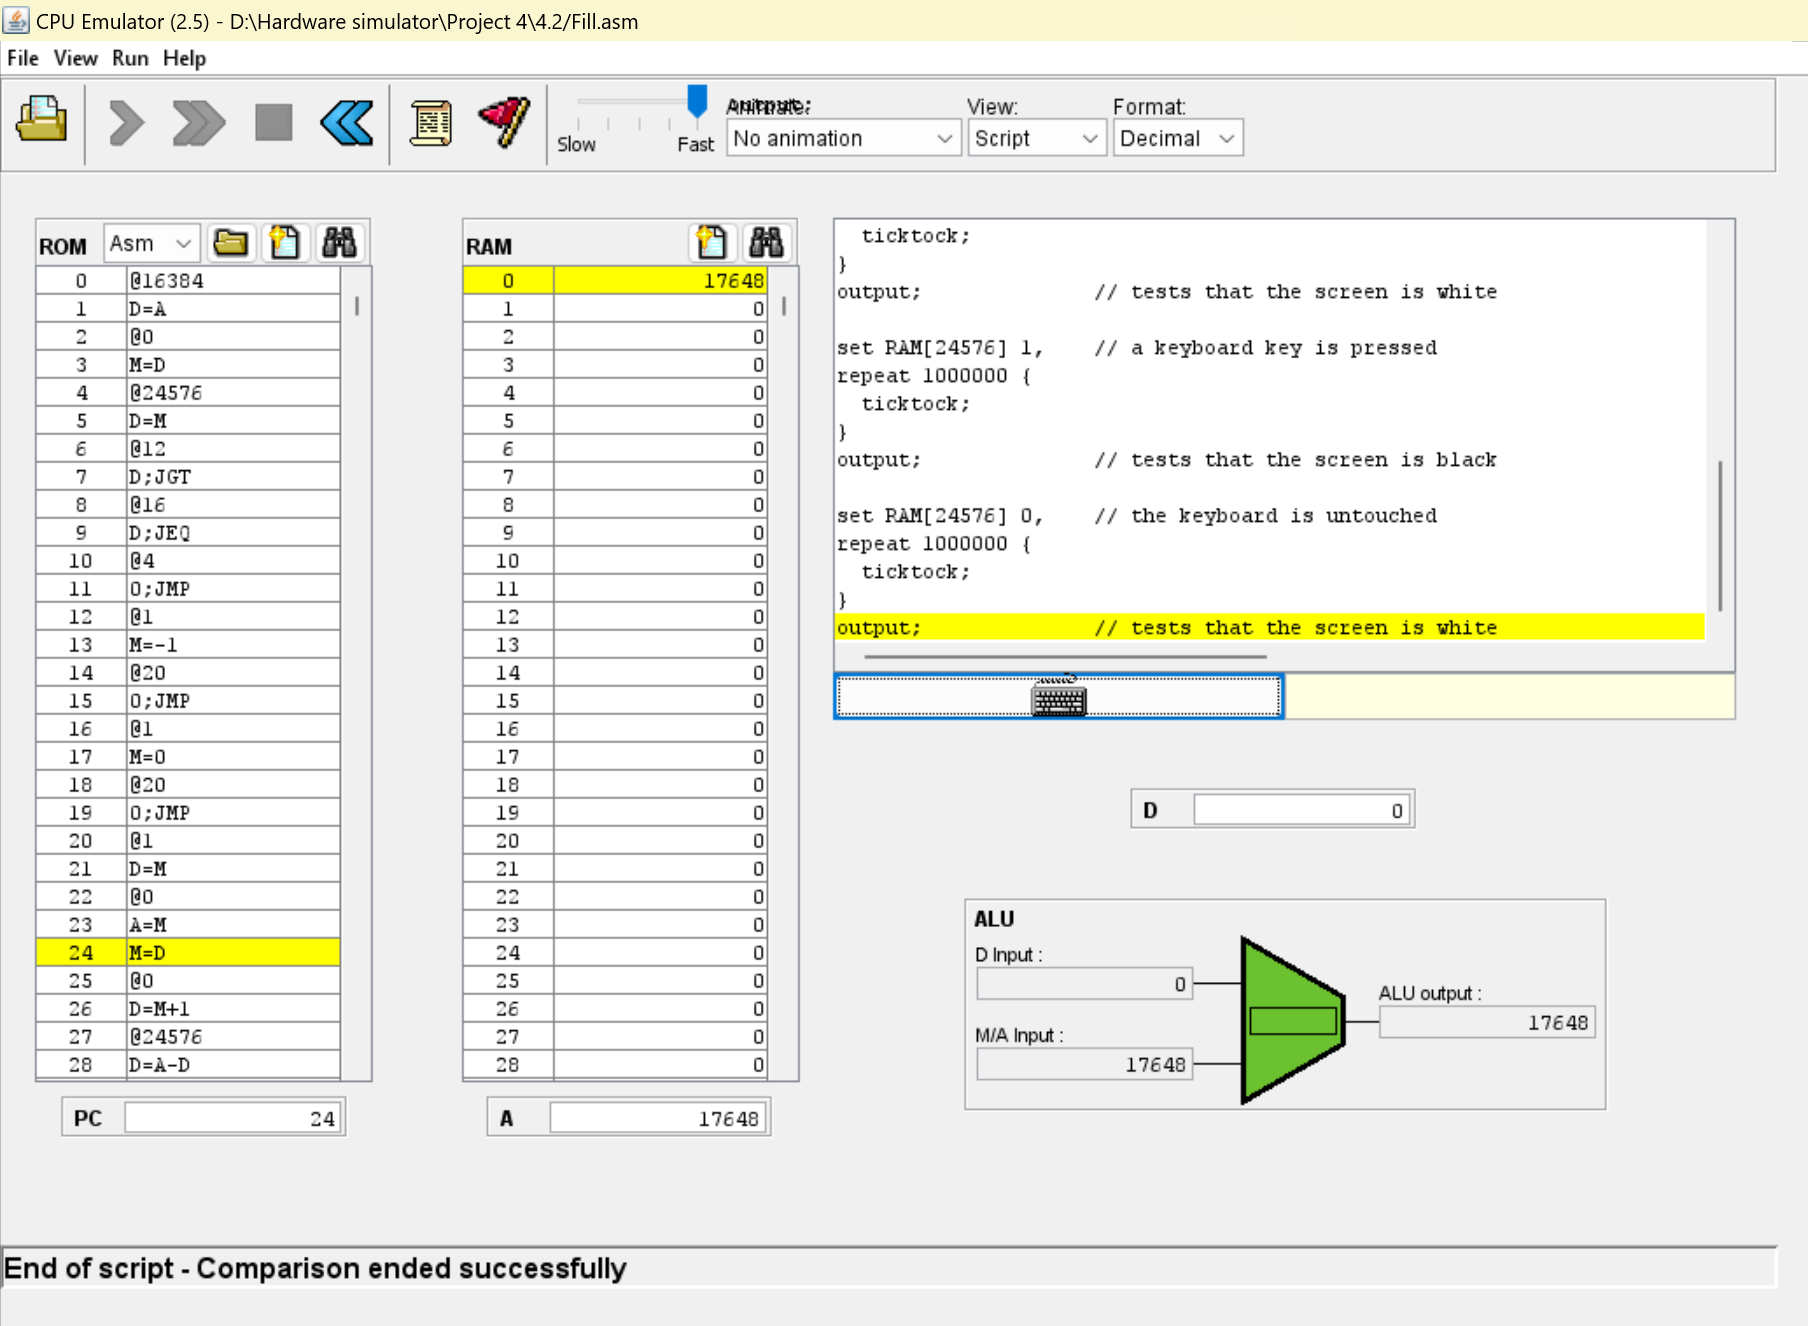 CPU Emulator (2.5) - D:\Hardware simulator\Project 4\4.2/Fill.asm
File View Run Help
Slow Fast
Animate: View: Format:
No animation Script Decimal
ROM Asm
0 @16384
1 D=A
2 @0
3 M=D
4 @24576
5 D=M
6 @12
7 D;JGT
8 @16
9 D;JEQ
10 @4
11 0;JMP
12 @1
13 M=-1
14 @20
15 0;JMP
16 @1
17 M=0
18 @20
19 0;JMP
20 @1
21 D=M
22 @0
23 A=M
24 M=D
25 @0
26 D=M+1
27 @24576
28 D=A-D
PC 24
RAM
0 17648
1 0
2 0
3 0
4 0
5 0
6 0
7 0
8 0
9 0
10 0
11 0
12 0
13 0
14 0
15 0
16 0
17 0
18 0
19 0
20 0
21 0
22 0
23 0
24 0
25 0
26 0
27 0
28 0
A 17648
ticktock;
}
output; // tests that the screen is white
set RAM[24576] 1, // a keyboard key is pressed
repeat 1000000 {
ticktock;
}
output; // tests that the screen is black
set RAM[24576] 0, // the keyboard is untouched
repeat 1000000 {
ticktock;
}
output; // tests that the screen is white
D 0
ALU
D Input :
0
M/A Input :
17648
ALU output :
17648
End of script - Comparison ended successfully